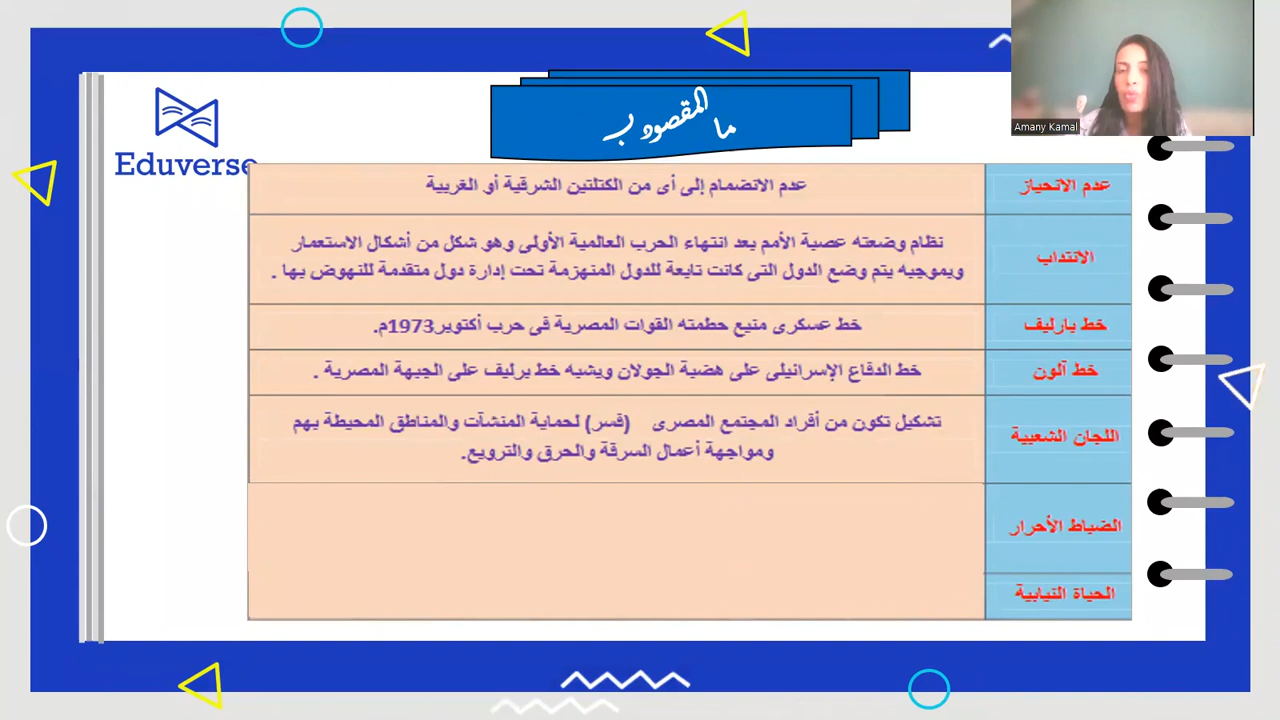 Amany Kamal
Eduverse
ما المقصود ب
عدم الانحياز
عدم الانضمام إلى أى من الكتلتين الشرقية أو الغربية
الانتداب
نظام وضعته عصبة الأمم بعد انتهاء الحرب العالمية الأولى وهو شكل من أشكال الاستعمار
وبموجبه يتم وضع الدول التى كانت تابعة للدول المنهزمة تحت إدارة دول متقدمة للنهوض بها .
خط بارليف
خط عسكرى منيع حطمته القوات المصرية فى حرب أكتوبر1973م.
خط آلون
خط الدفاع الإسرائيلى على هضبة الجولان ويشبه خط برليف على الجبهة المصرية .
اللجان الشعبية
تشكيل تكون من أفراد المجتمع المصرى (فسر) لحماية المنشآت والمناطق المحيطة بهم
ومواجهة أعمال السرقة والحرق والترويع.
الضباط الأحرار
الحياة النيابية